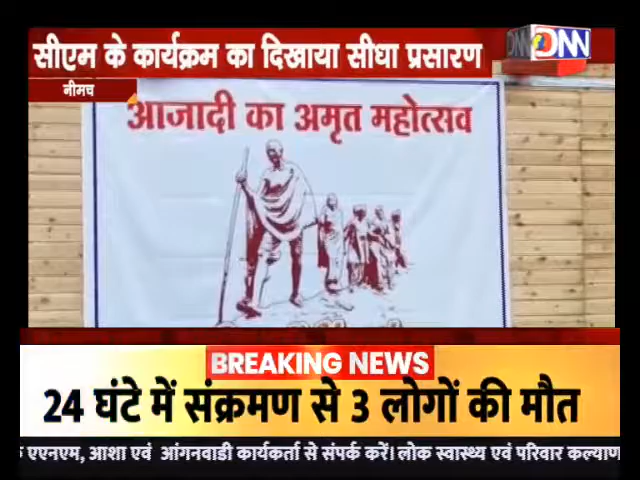 सीएम के कार्यक्रम का दिखाया सीधा प्रसारण
DNN
नीमच
आजादी का अमृत महोत्सव
BREAKING NEWS
24 घंटे में संक्रमण से 3 लोगों की मौत
एएनएम, आशा एवं आंगनवाडी कार्यकर्ता से संपर्क करें। लोक स्वास्थ्य एवं परिवार कल्याण